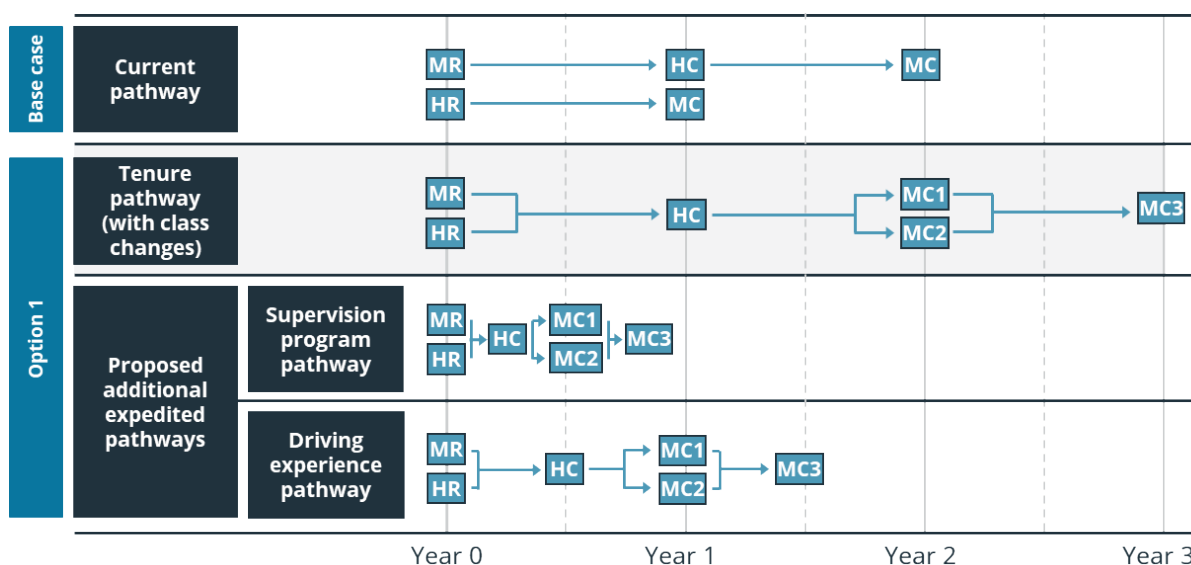 Base case
Current
pathway
MR
HC
MC
HR
MC
Option 1
Tenure
pathway
(with class
changes)
MR
HR
HC
MC1
MC2
MC3
Proposed
additional
expedited
pathways
Supervision
program
pathway
MR
HR
HC
MC1
MC2
MC3
Driving
experience
pathway
MR
HR
HC
MC1
MC2
MC3
Year 0
Year 1
Year 2
Year 3